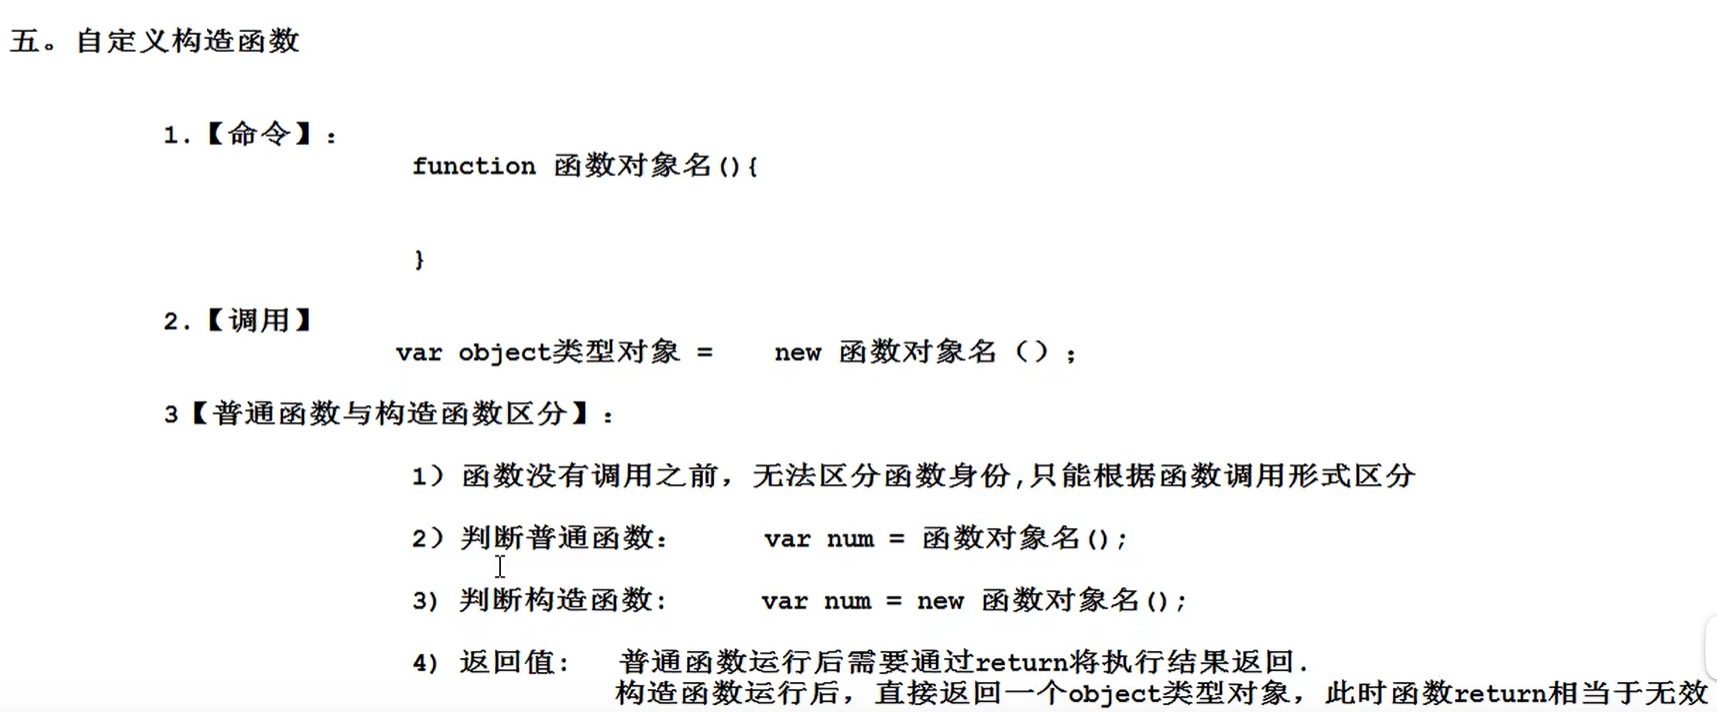 五。自定义构造函数
1.【命令】:
function 函数对象名(){
}
2.【调用】
var object类型对象 = new 函数对象名（）;
3【普通函数与构造函数区分】:
1）函数没有调用之前，无法区分函数身份,只能根据函数调用形式区分
2）判断普通函数： var num = 函数对象名();
3) 判断构造函数: var num = new 函数对象名();
4) 返回值: 普通函数运行后需要通过return将执行结果返回.
构造函数运行后，直接返回一个object类型对象，此时函数return相当于无效